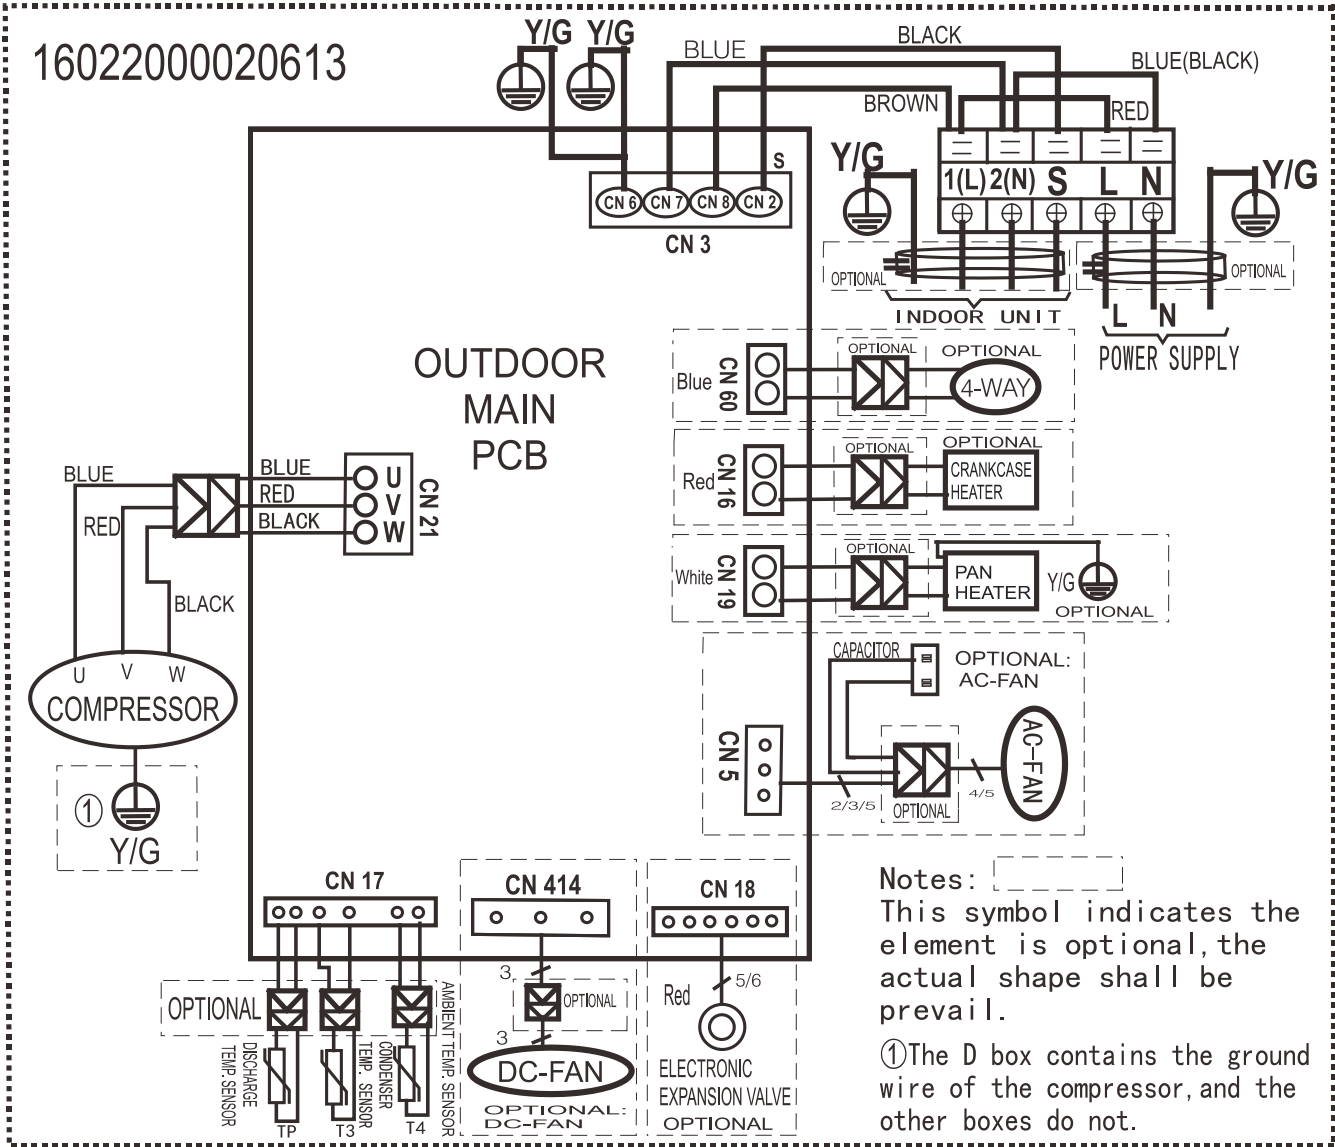 16022000020613
Y/G Y/G
BLUE
BLACK
BLUE(BLACK)
BROWN
RED
S
CN 6 CN 7 CN 8 CN 2
CN 3
Y/G
1(L) 2(N) S L N
Y/G
OPTIONAL
OPTIONAL
INDOOR UNIT
L N
POWER SUPPLY
OUTDOOR
MAIN
PCB
Blue
CN 60
OPTIONAL
OPTIONAL
4-WAY
Red
CN 16
OPTIONAL
OPTIONAL
CRANKCASE
HEATER
White
CN 19
OPTIONAL
PAN
HEATER
Y/G
OPTIONAL
BLUE
RED
BLACK
BLUE
RED
BLACK
U
V
W
CN 21
U V W
COMPRESSOR
①
Y/G
CAPACITOR
OPTIONAL:
AC-FAN
CN 5
2/3/5
OPTIONAL
4/5
AC-FAN
CN 17
OPTIONAL
DISCHARGE
TEMP. SENSOR
TP
CONDENSER
TEMP. SENSOR
T3
AMBIENT TEMP. SENSOR
T4
CN 414
3
OPTIONAL
3
DC-FAN
OPTIONAL:
DC-FAN
CN 18
Red
5/6
ELECTRONIC
EXPANSION VALVE
OPTIONAL
Notes:
This symbol indicates the
element is optional,the
actual shape shall be
prevail.
①The D box contains the ground
wire of the compressor,and the
other boxes do not.